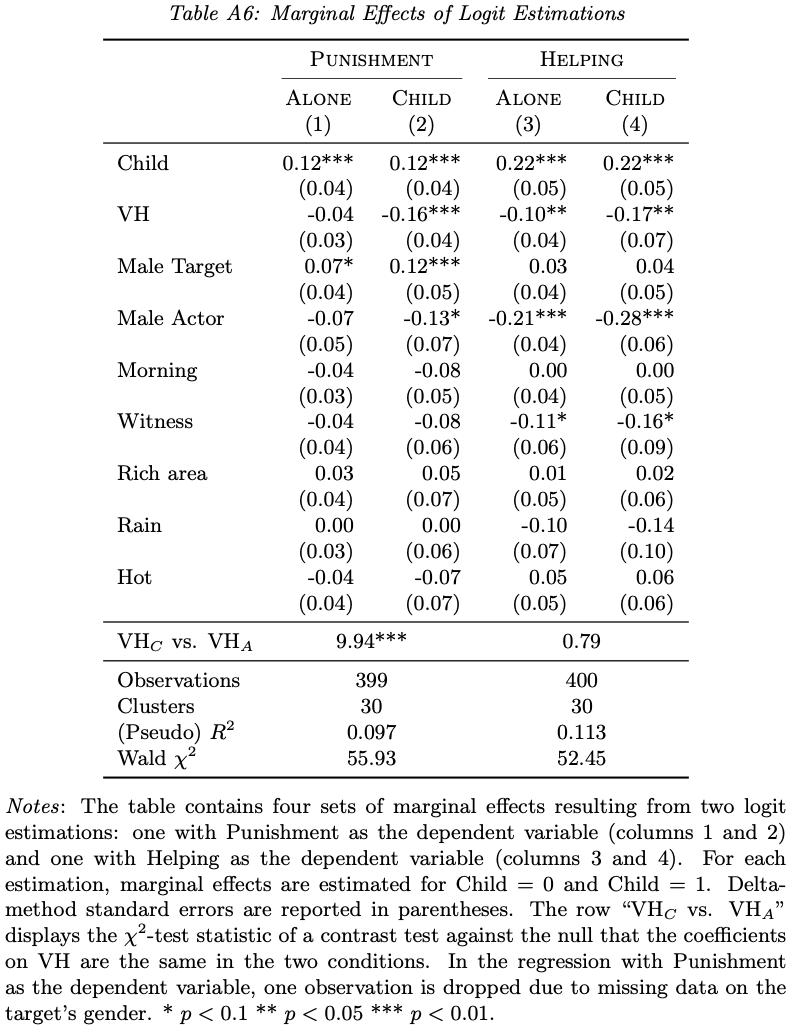 Table A6: Marginal Effects of Logit Estimations
PUNISHMENT HELPING
ALONE CHILD ALONE CHILD
(1) (2) (3) (4)
Child 0.12*** 0.12*** 0.22*** 0.22***
(0.04) (0.04) (0.05) (0.05)
VH -0.04 -0.16*** -0.10** -0.17**
(0.03) (0.04) (0.04) (0.07)
Male Target 0.07* 0.12*** 0.03 0.04
(0.04) (0.05) (0.04) (0.05)
Male Actor -0.07 -0.13* -0.21*** -0.28***
(0.05) (0.07) (0.04) (0.06)
Morning -0.04 -0.08 0.00 0.00
(0.03) (0.05) (0.04) (0.05)
Witness -0.04 -0.08 -0.11* -0.16*
(0.04) (0.06) (0.06) (0.09)
Rich area 0.03 0.05 0.01 0.02
(0.04) (0.07) (0.05) (0.06)
Rain 0.00 0.00 -0.10 -0.14
(0.03) (0.06) (0.07) (0.10)
Hot -0.04 -0.07 0.05 0.06
(0.04) (0.07) (0.05) (0.06)
VH_C vs. VH_A 9.94*** 0.79
Observations 399 400
Clusters 30 30
(Pseudo) R² 0.097 0.113
Wald χ² 55.93 52.45
Notes: The table contains four sets of marginal effects resulting from two logit
estimations: one with Punishment as the dependent variable (columns 1 and 2)
and one with Helping as the dependent variable (columns 3 and 4). For each
estimation, marginal effects are estimated for Child = 0 and Child = 1. Delta-
method standard errors are reported in parentheses. The row “VH_C vs. VH_A”
displays the χ²-test statistic of a contrast test against the null that the coefficients
on VH are the same in the two conditions. In the regression with Punishment
as the dependent variable, one observation is dropped due to missing data on the
target’s gender. * p < 0.1 ** p < 0.05 *** p < 0.01.